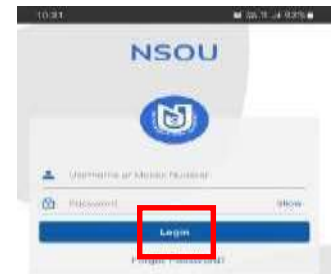 10:31
NSOU
Username or Mobile Number
Password Show
Login
Forgot Password?